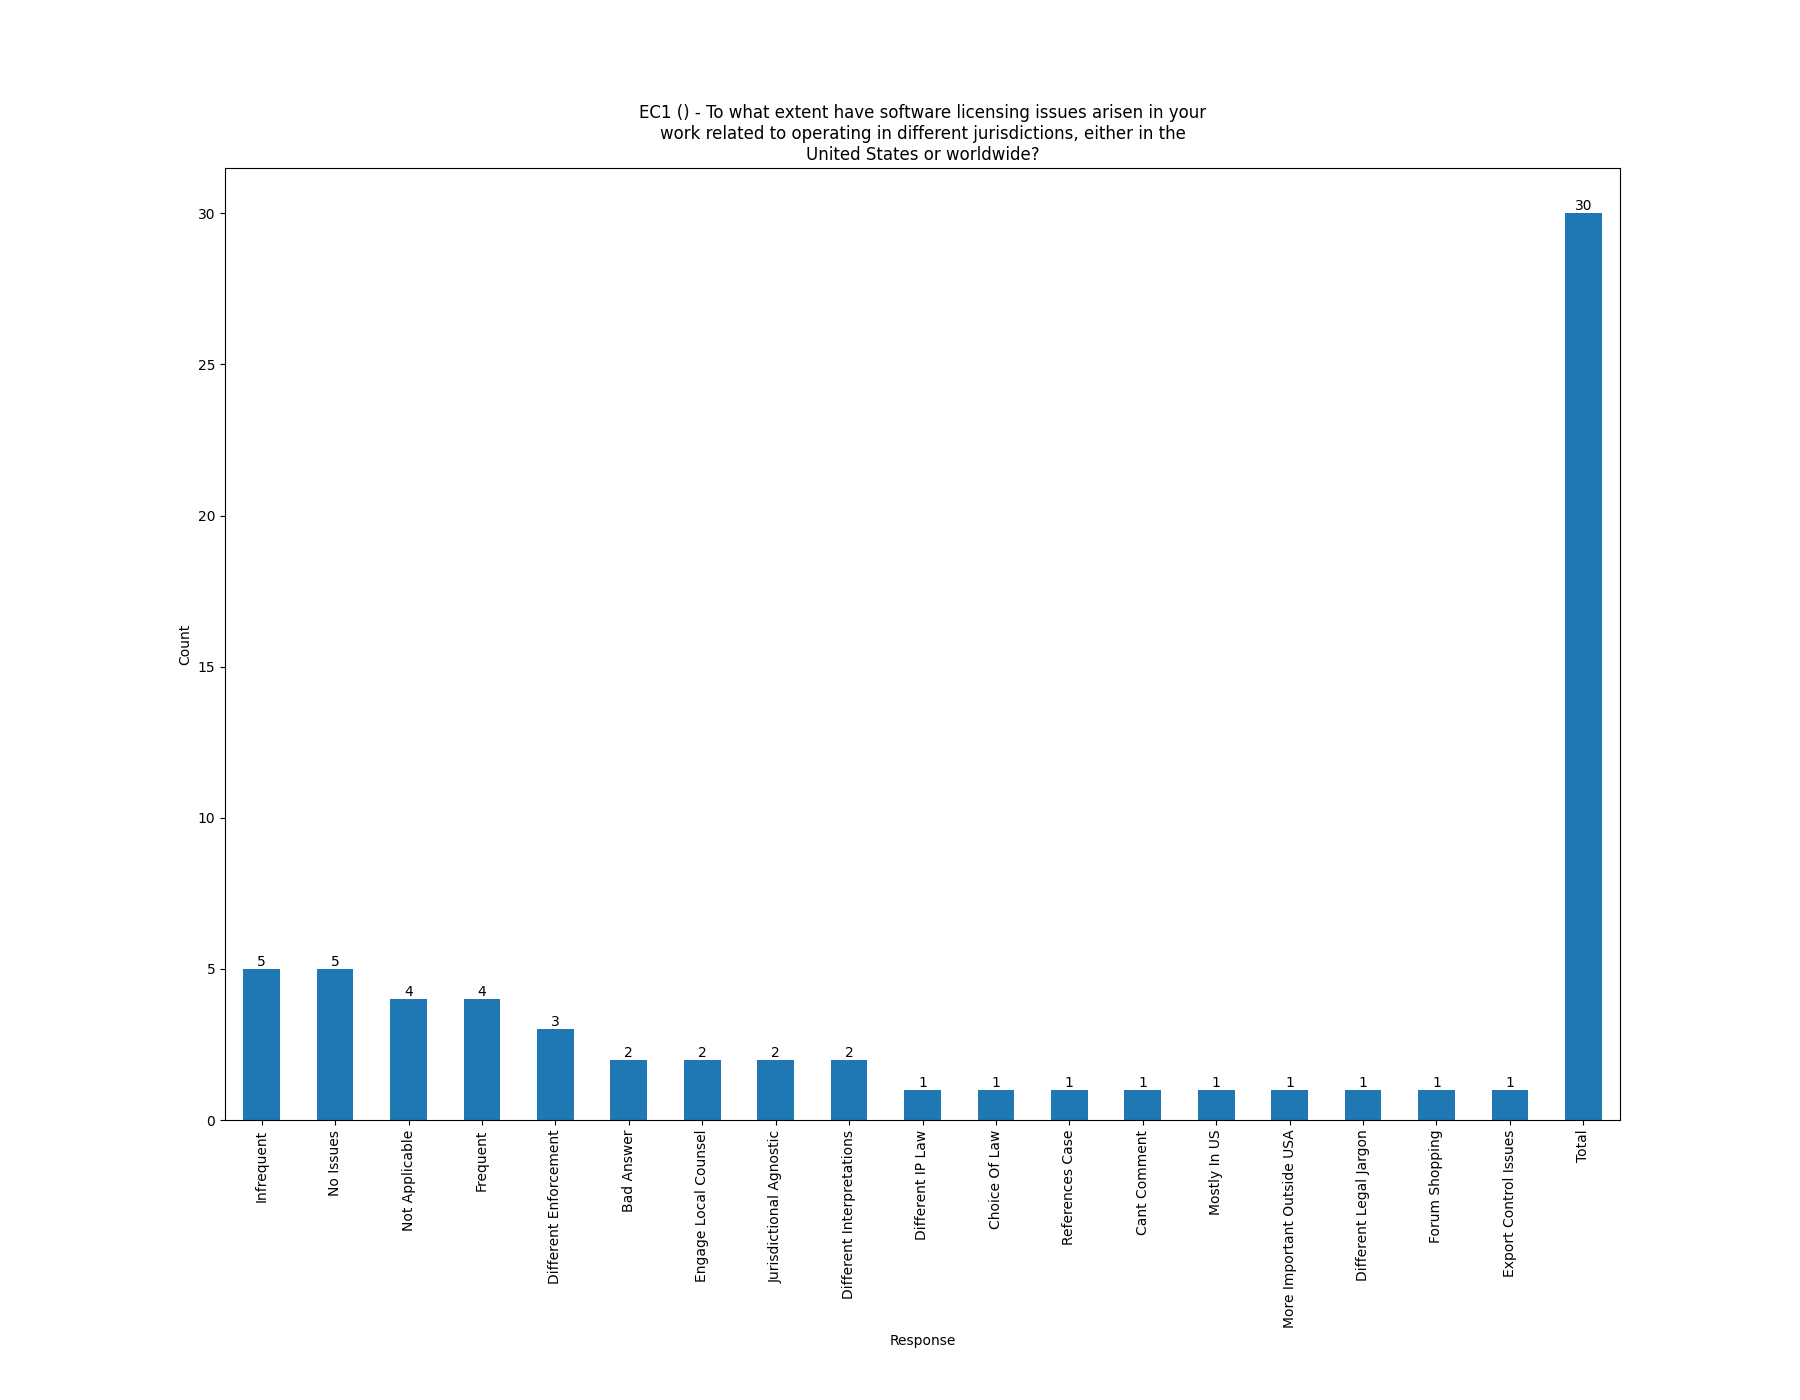 EC1 () - To what extent have software licensing issues arisen in your
work related to operating in different jurisdictions, either in the
United States or worldwide?
30
25
20
15
10
5
0
Count
5
5
4
4
3
2
2
2
2
1
1
1
1
1
1
1
1
1
30
Infrequent
No Issues
Not Applicable
Frequent
Different Enforcement
Bad Answer
Engage Local Counsel
Jurisdictional Agnostic
Different Interpretations
Different IP Law
Choice Of Law
References Case
Cant Comment
Mostly In US
More Important Outside USA
Different Legal Jargon
Forum Shopping
Export Control Issues
Total
Response